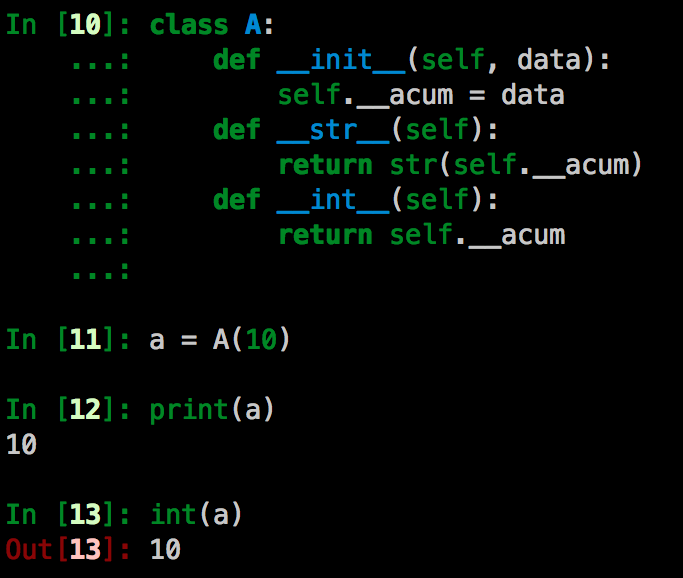 In [10]: class A:
   ...:     def __init__(self, data):
   ...:         self.__acum = data
   ...:     def __str__(self):
   ...:         return str(self.__acum)
   ...:     def __int__(self):
   ...:         return self.__acum
   ...:
In [11]: a = A(10)
In [12]: print(a)
10
In [13]: int(a)
Out[13]: 10